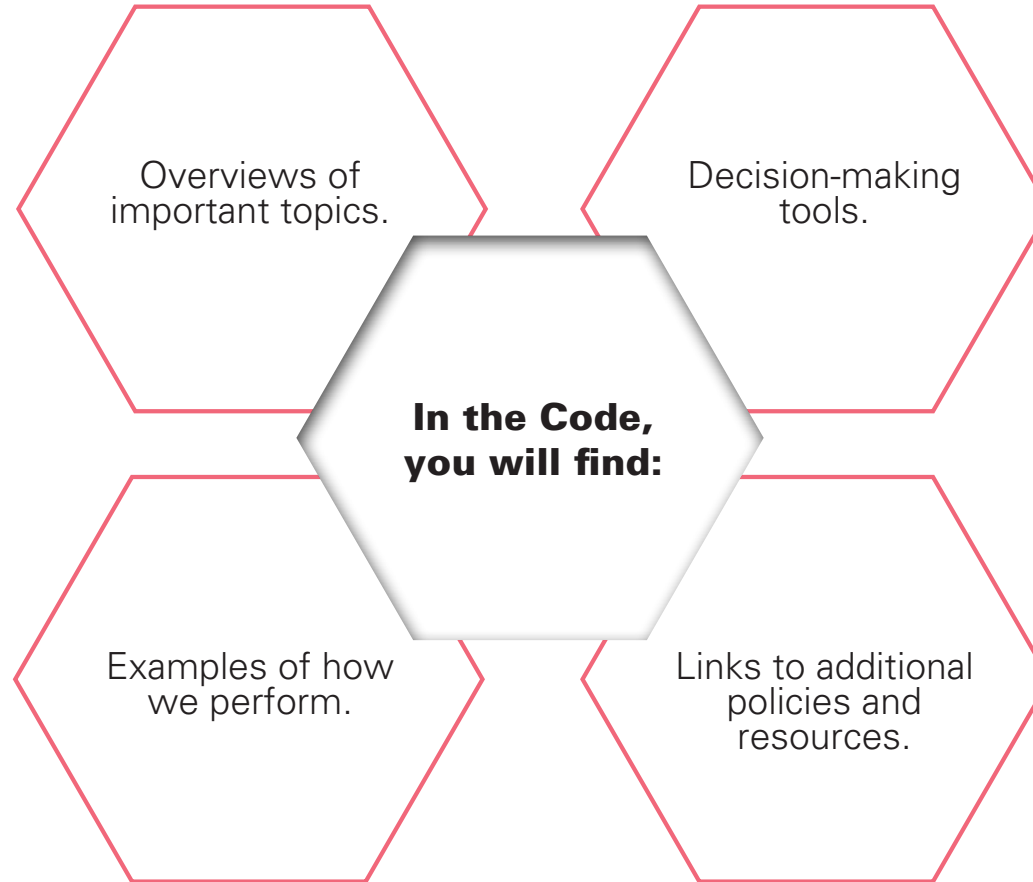 Overviews of
important topics.
Decision-making
tools.
In the Code,
you will find:
Examples of how
we perform.
Links to additional
policies and
resources.